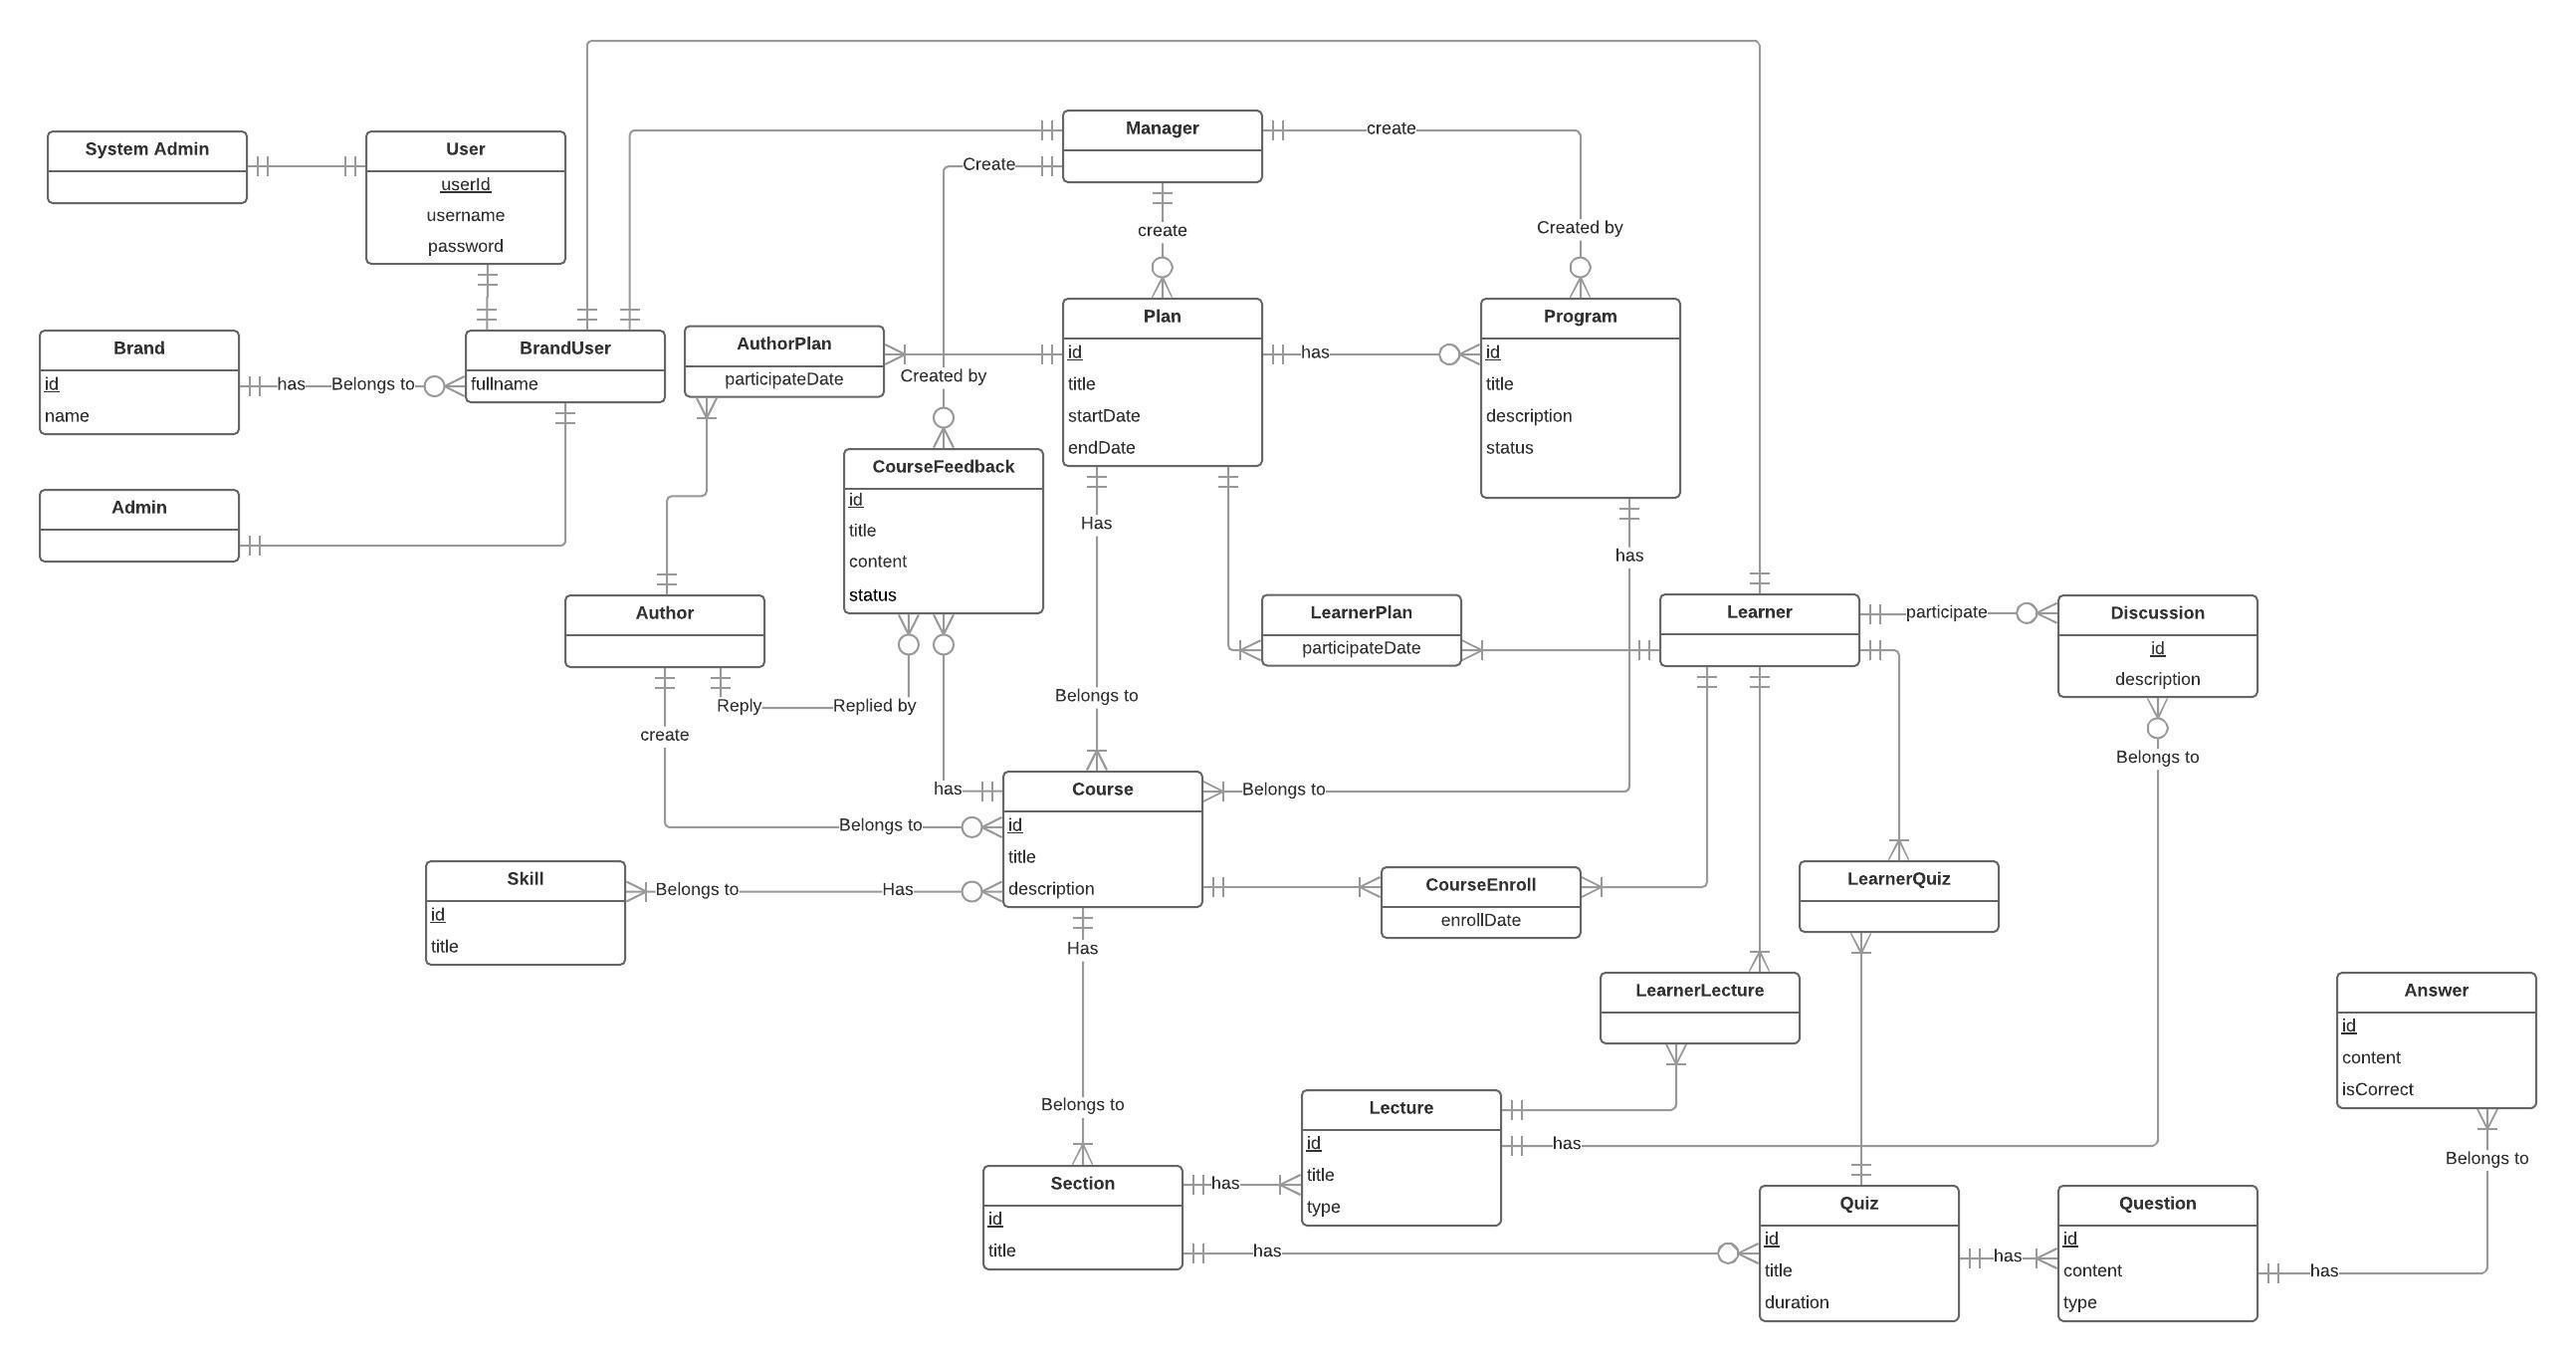 System Admin
User
userId
username
password
Manager
create
Create
create
Created by
Brand
id
name
has
Belongs to
BrandUser
fullname
AuthorPlan
participateDate
Created by
Plan
id
title
startDate
endDate
has
Program
id
title
description
status
Admin
CourseFeedback
id
title
content
status
Has
has
Author
LearnerPlan
participateDate
Learner
participate
Discussion
id
description
Reply
Replied by
create
Belongs to
Belongs to
has
Course
id
title
description
Belongs to
Belongs to
Skill
id
title
Belongs to
Has
CourseEnroll
enrollDate
LearnerQuiz
Has
LearnerLecture
Answer
id
content
isCorrect
Belongs to
Lecture
id
title
type
has
Belongs to
Section
id
title
has
has
Quiz
id
title
duration
has
Question
id
content
type
has